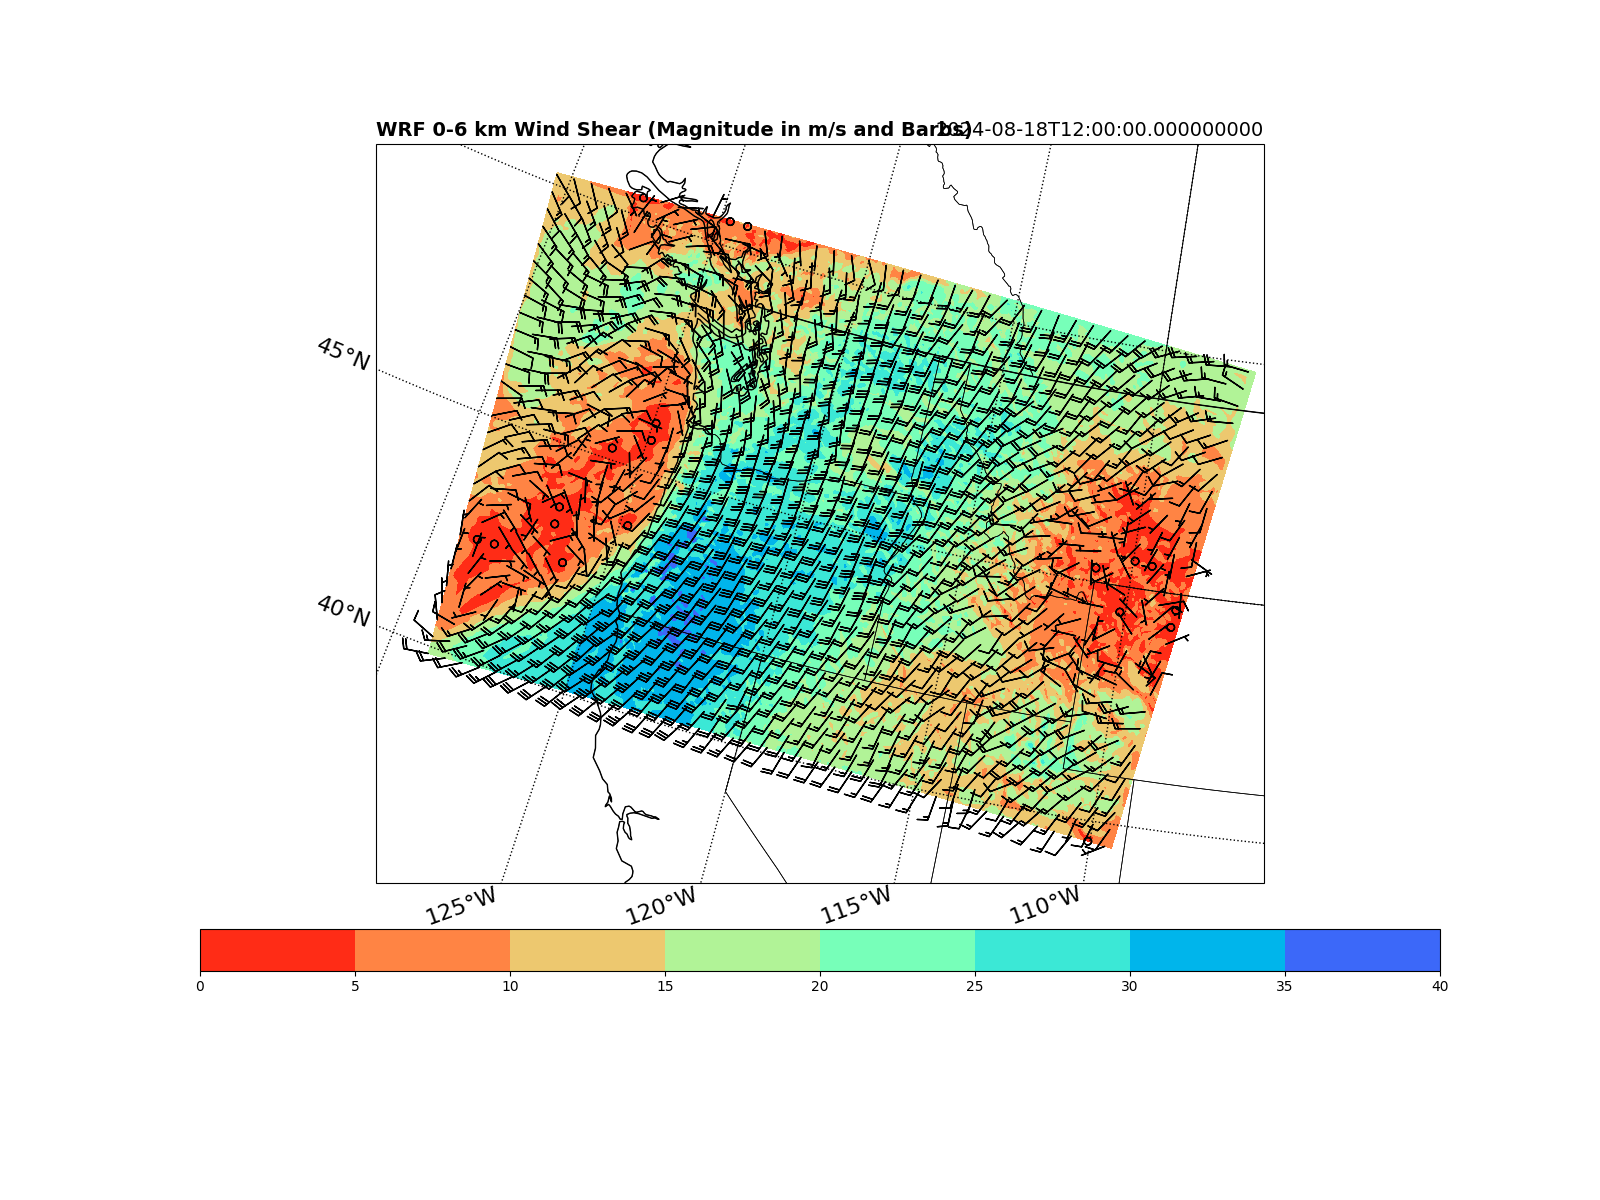 WRF 0-6 km Wind Shear (Magnitude in m/s and Barbs)
2024-08-18T12:00:00.000000000
45°N
40°N
125°W 120°W 115°W 110°W
0 5 10 15 20 25 30 35 40